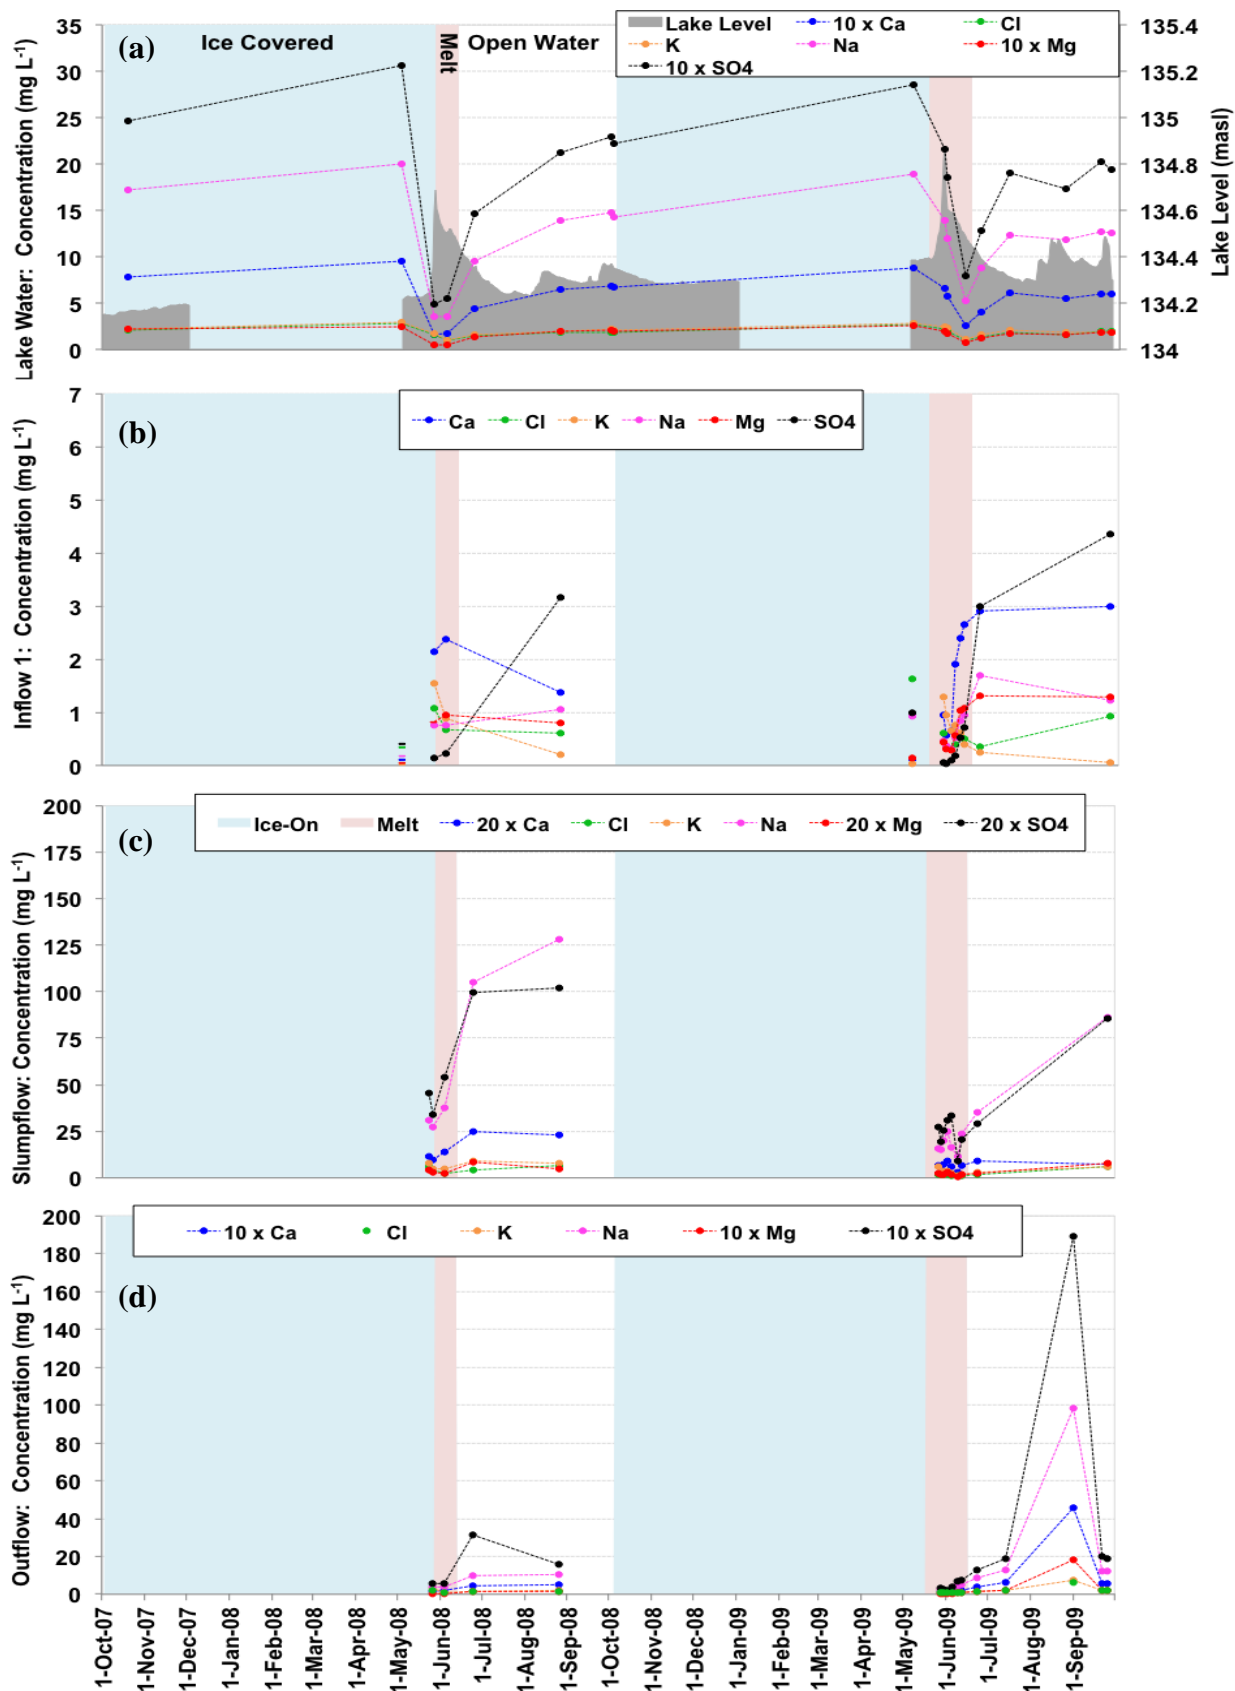 (a)
Ice Covered
Melt
Open Water
Lake Level
10 x Ca
Cl
K
Na
10 x Mg
10 x SO4
35
30
25
20
15
10
5
0
Lake Water: Concentration (mg L⁻¹)
135.4
135.2
135
134.8
134.6
134.4
134.2
134
Lake Level (masl)
(b)
Ca
Cl
K
Na
Mg
SO4
7
6
5
4
3
2
1
0
Inflow 1: Concentration (mg L⁻¹)
(c)
Ice-On
Melt
20 x Ca
Cl
K
Na
20 x Mg
20 x SO4
200
175
150
125
100
75
50
25
0
Slumpflow: Concentration (mg L⁻¹)
(d)
10 x Ca
Cl
K
Na
10 x Mg
10 x SO4
200
180
160
140
120
100
80
60
40
20
0
Outflow: Concentration (mg L⁻¹)
1-Oct-07
1-Nov-07
1-Dec-07
1-Jan-08
1-Feb-08
1-Mar-08
1-Apr-08
1-May-08
1-Jun-08
1-Jul-08
1-Aug-08
1-Sep-08
1-Oct-08
1-Nov-08
1-Dec-08
1-Jan-09
1-Feb-09
1-Mar-09
1-Apr-09
1-May-09
1-Jun-09
1-Jul-09
1-Aug-09
1-Sep-09